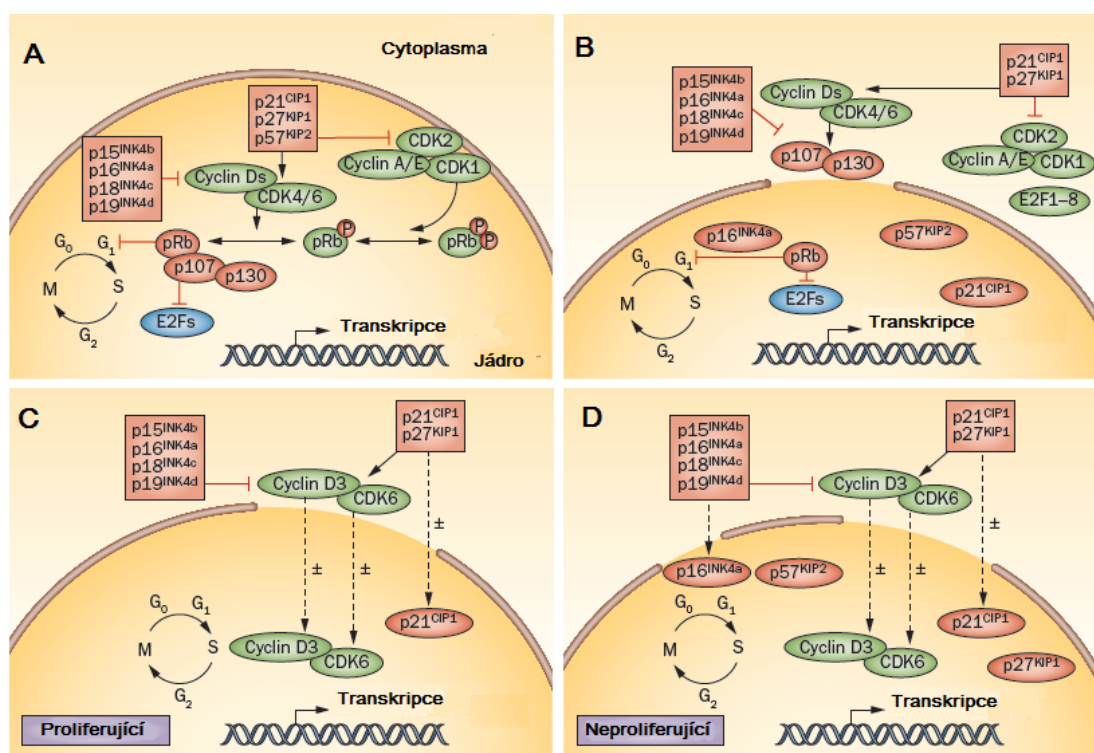 A
Cytoplasma
p21CIP1
p27KIP1
p57KIP2
p15INK4b
p16INK4a
p18INK4c
p19INK4d
Cyclin Ds
CDK4/6
CDK2
Cyclin A/E
CDK1
pRb
p107
p130
E2Fs
pRb
P
pRb
P
P
G0
G1
S
G2
M
Transkripce
Jádro
B
p15INK4b
p16INK4a
p18INK4c
p19INK4d
Cyclin Ds
CDK4/6
p107
p130
p21CIP1
p27KIP1
CDK2
Cyclin A/E
CDK1
E2F1–8
p16INK4a
p57KIP2
pRb
E2Fs
p21CIP1
G0
G1
S
G2
M
Transkripce
C
p15INK4b
p16INK4a
p18INK4c
p19INK4d
p21CIP1
p27KIP1
Cyclin D3
CDK6
±
±
±
p21CIP1
Cyclin D3
CDK6
G0
G1
S
G2
M
Transkripce
Proliferující
D
p15INK4b
p16INK4a
p18INK4c
p19INK4d
p21CIP1
p27KIP1
Cyclin D3
CDK6
±
±
±
p16INK4a
p57KIP2
p21CIP1
p27KIP1
Cyclin D3
CDK6
G0
G1
S
G2
M
Transkripce
Neproliferující